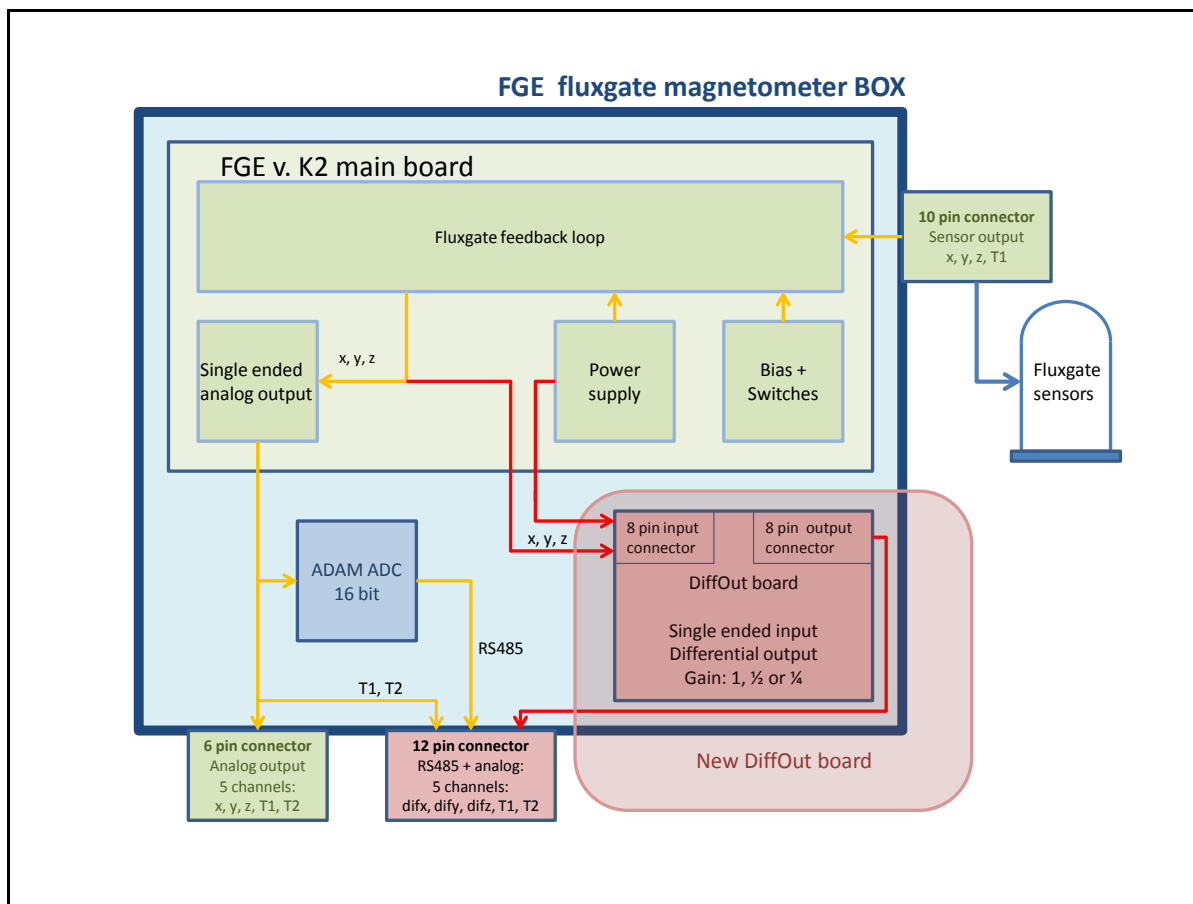 FGE fluxgate magnetometer BOX
FGE v. K2 main board
Fluxgate feedback loop
10 pin connector
Sensor output
x, y, z, T1
Single ended
analog output
x, y, z
Power
supply
Bias +
Switches
Fluxgate
sensors
8 pin input
connector
8 pin output
connector
x, y, z
DiffOut board
ADAM ADC
16 bit
Single ended input
Differential output
Gain: 1, ½ or ¼
RS485
T1, T2
6 pin connector
Analog output
5 channels:
x, y, z, T1, T2
12 pin connector
RS485 + analog:
5 channels:
difx, dify, difz, T1, T2
New DiffOut board